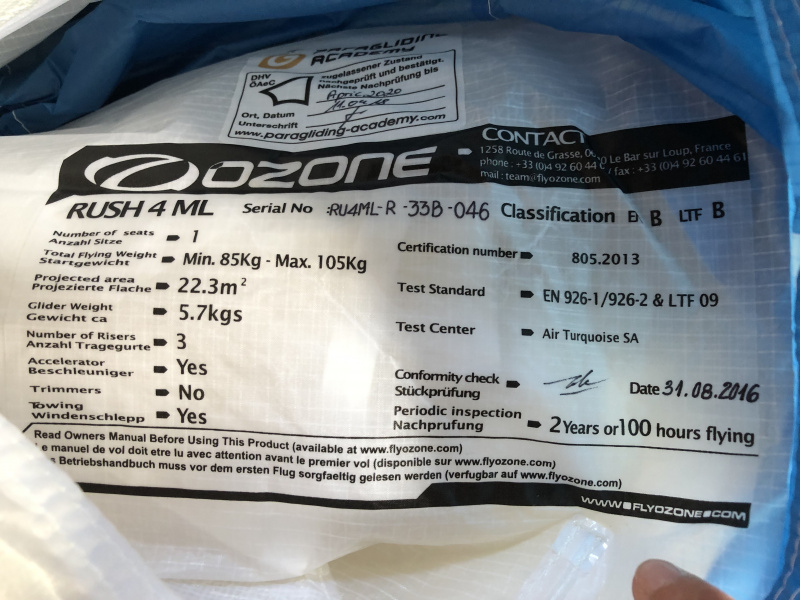 PARAGLIDING
ACADEMY
DHV
ÖAeC
zugelassener Zustand
nachgeprüft und bestätigt.
Nächste Nachprüfung bis
April 2020
Ort, Datum
Unterschrift
www.paragliding-academy.com
CONTACT
1258 Route de Grasse, 0 Le Bar sur Loup, France
phone : +33 (0)4 92 60 44 0 / fax : +33 (0)4 92 60 44 61
mail : team@flyozone.com
OZONE
RUSH 4 ML Serial No :RU4ML-R -33B -046 Classification EN B LTF B
Number of seats
Anzahl Sitze
1
Total Flying Weight
Startgewicht
Min. 85Kg - Max. 105Kg
Projected area
Projezierte Flache
22.3m²
Glider Weight
Gewicht ca
5.7kgs
Number of Risers
Anzahl Tragegurte
3
Accelerator
Beschleuniger
Yes
Trimmers
No
Towing
Windenschlepp
Yes
Certification number
805.2013
Test Standard
EN 926-1/926-2 & LTF 09
Test Center
Air Turquoise SA
Conformity check
Stückprüfung
Date 31.08.2016
Periodic inspection
Nachprufung
2 Years or 100 hours flying
Read Owners Manual Before Using This Product (available at www.flyozone.com)
e manuel de vol doit etre lu avec attention avant le premier vol (disponible sur www.flyozone.com)
s Betriebshandbuch muss vor dem ersten Flug sorgfaeltig gelesen werden (verfugbar auf www.flyozone.com)
WWW.FLYOZONE.COM